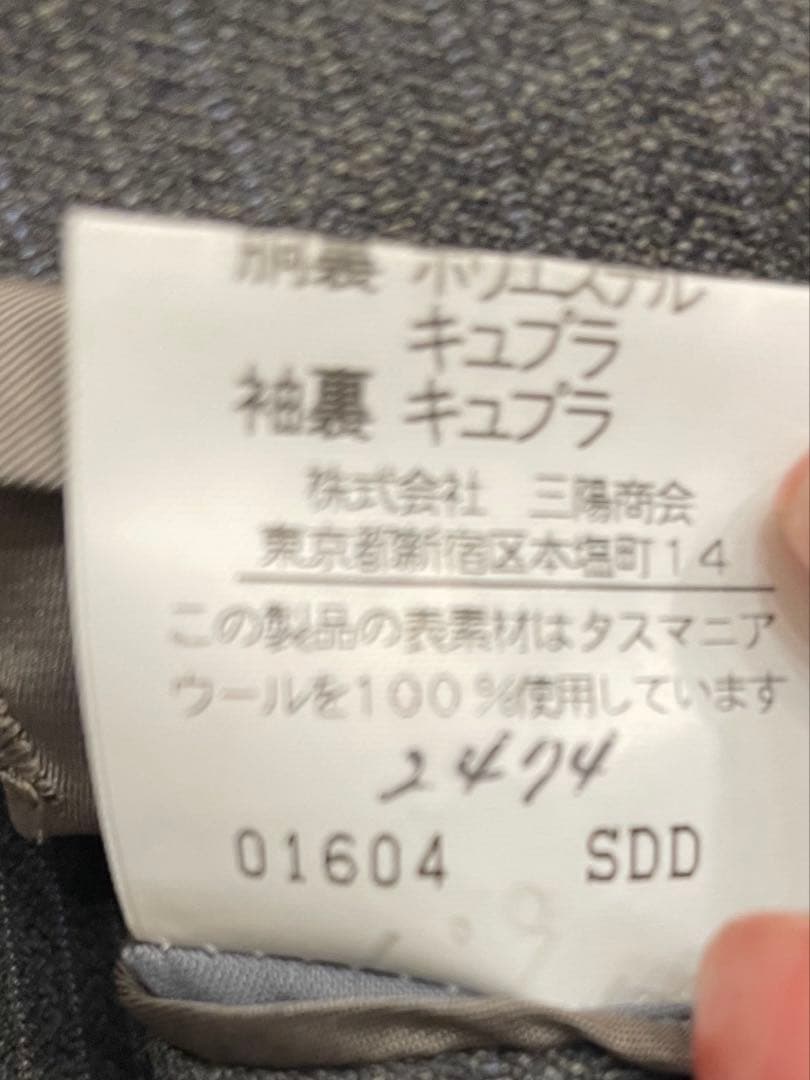 胴裏 ポリエステル
キュプラ
袖裏 キュプラ
株式会社 三陽商会
東京都新宿区本塩町14
この製品の表素材はタスマニア
ウールを100%使用しています
2474
01604 SDD